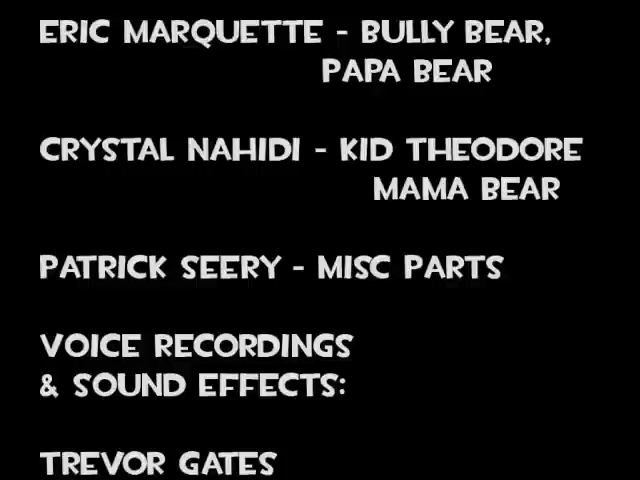 ERIC MARQUETTE - BULLY BEAR,
PAPA BEAR
CRYSTAL NAHIDI - KID THEODORE
MAMA BEAR
PATRICK SEERY - MISC PARTS
VOICE RECORDINGS
& SOUND EFFECTS:
TREVOR GATES